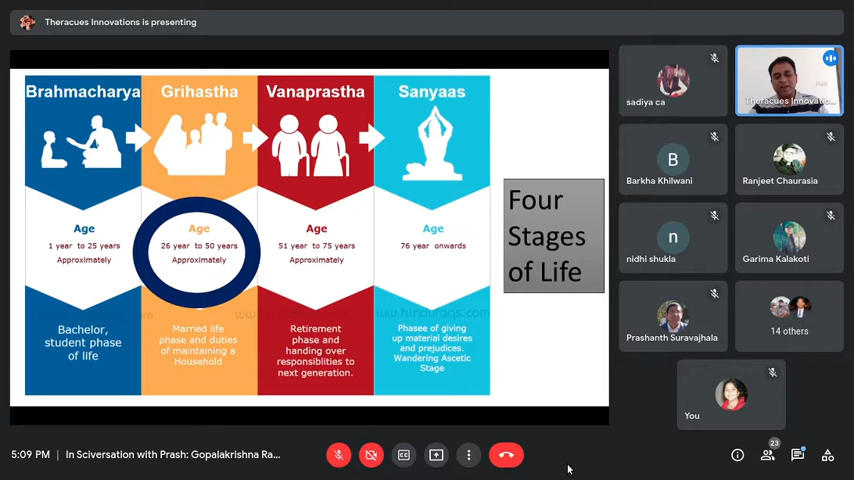 Theracues Innovations is presenting
Brahmacharya
Grihastha
Vanaprastha
Sanyaas
Age
1 year to 25 years
Approximately
Age
26 year to 50 years
Approximately
Age
51 year to 75 years
Approximately
Age
76 year onwards
Bachelor,
student phase
of life
Married life
phase and duties
of maintaining a
Household
Retirement
phase and
handing over
responsiblities to
next generation.
Phasee of giving
up material desires
and prejudices.
Wandering Ascetic
Stage
Four
Stages
of Life
sadiya ca
Theracues Innovatio...
B
Barkha Khilwani
Ranjeet Chaurasia
n
nidhi shukla
Garima Kalakoti
Prashanth Suravajhala
14 others
You
5:09 PM | In Sciversation with Prash: Gopalakrishna Ra...
23